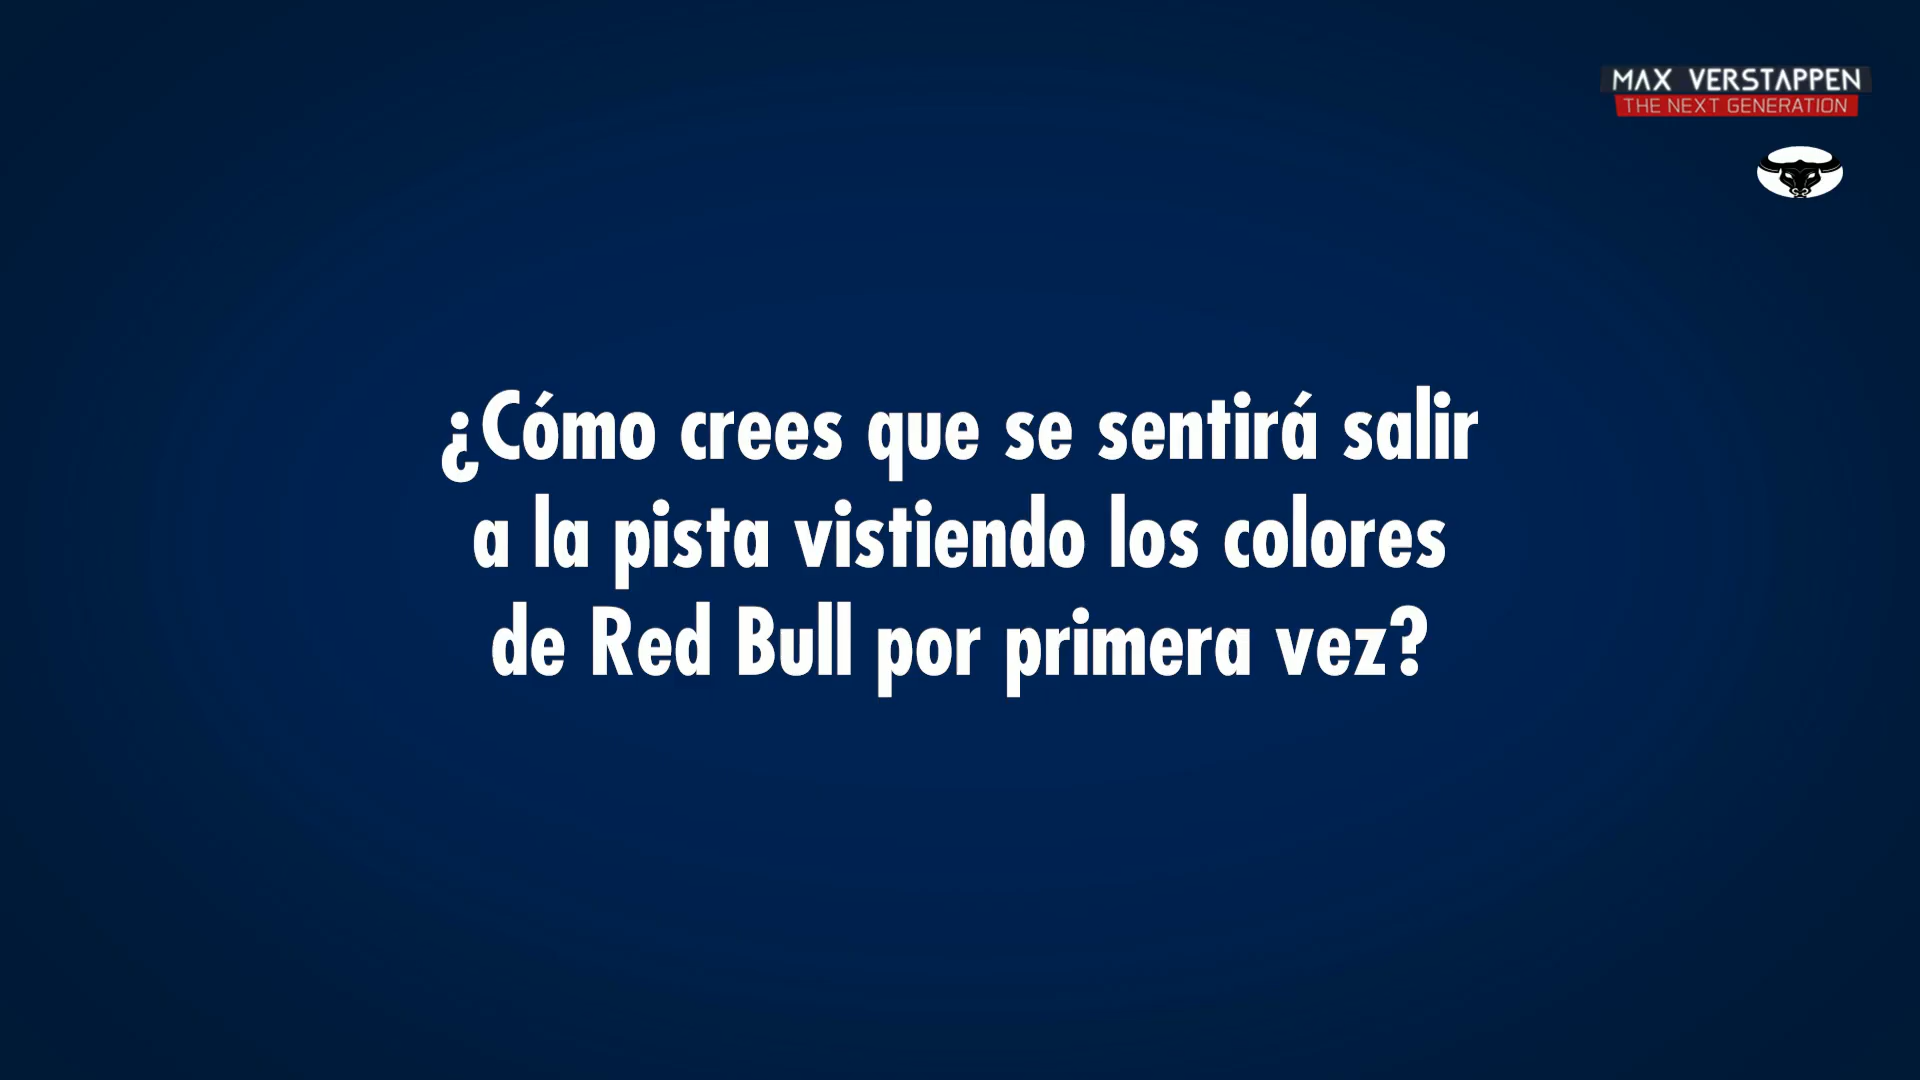 MAX VERSTAPPEN
THE NEXT GENERATION
¿Cómo crees que se sentirá salir
a la pista vistiendo los colores
de Red Bull por primera vez?